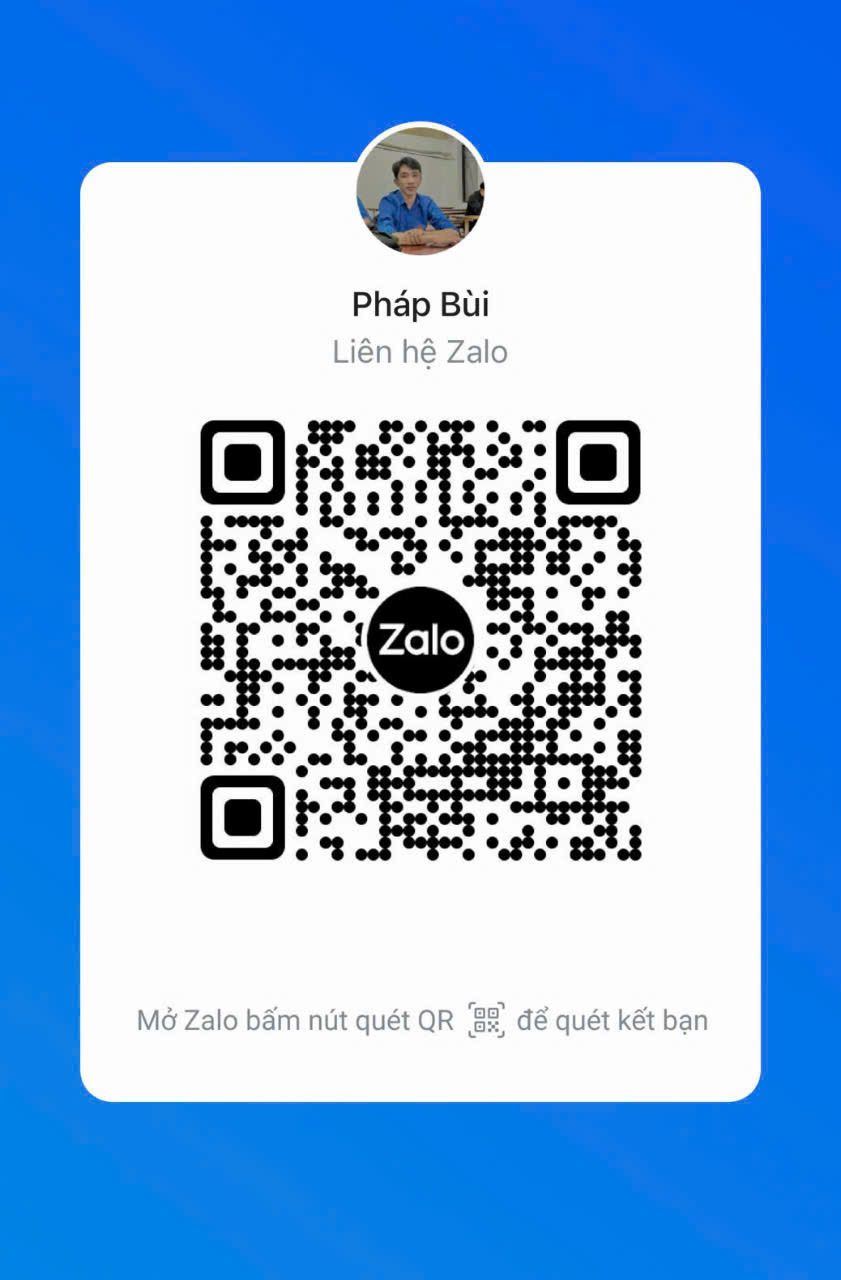 Pháp Bùi
Liên hệ Zalo
Zalo
Mở Zalo bấm nút quét QR để quét kết bạn